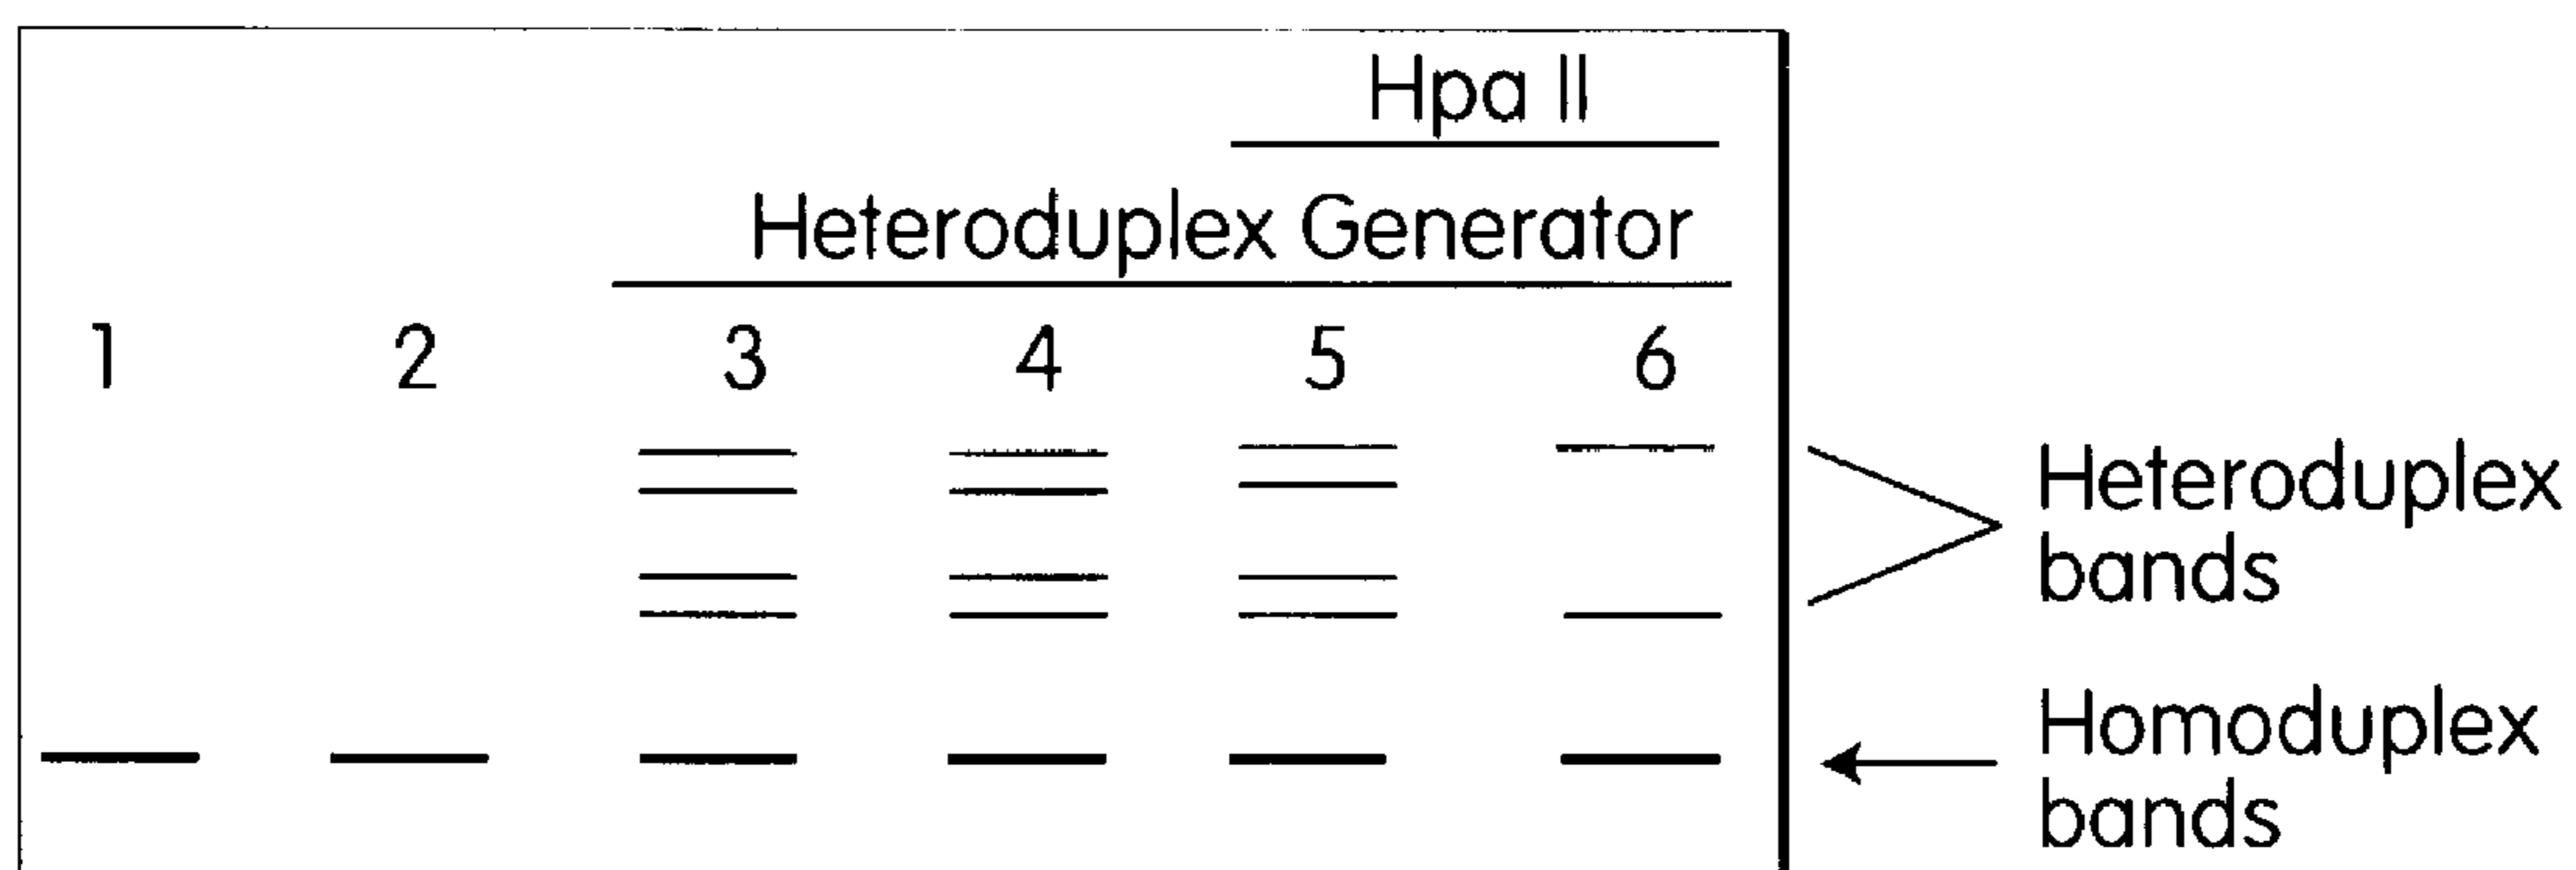 Hpa II
Heteroduplex Generator
1 2 3 4 5 6
Heteroduplex
bands
Homoduplex
bands